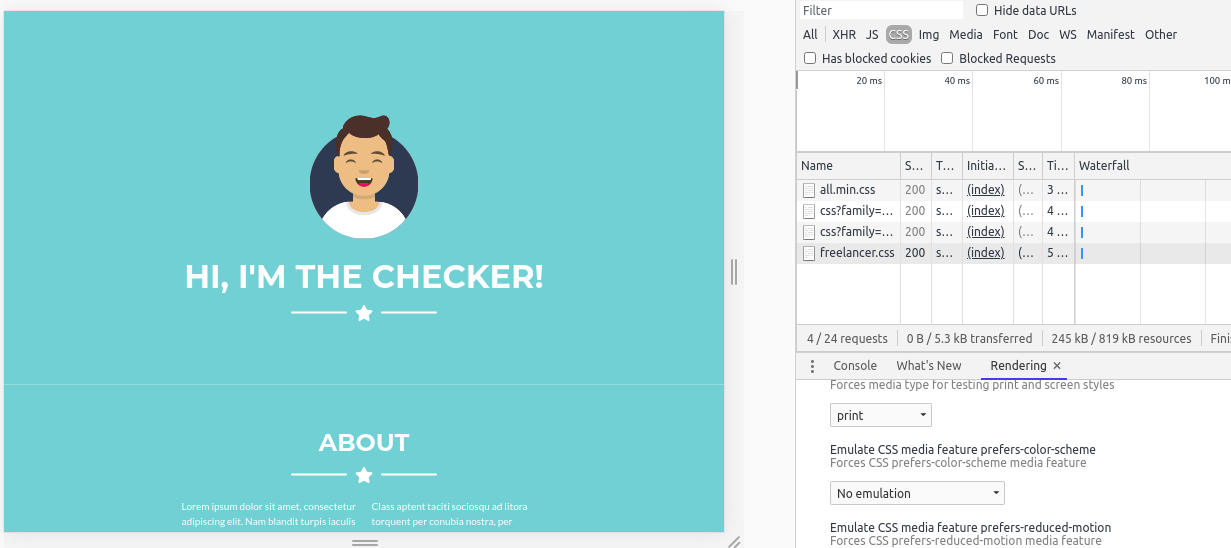 HI, I'M THE CHECKER!
ABOUT
Lorem ipsum dolor sit amet, consectetur
adipiscing elit. Nam blandit turpis iaculis
Class aptent taciti sociosqu ad litora
torquent per conubia nostra, per
Filter
Hide data URLs
All XHR JS CSS Img Media Font Doc WS Manifest Other
Has blocked cookies Blocked Requests
20 ms 40 ms 60 ms 80 ms 100 m
Name S... T... Initia... S... Ti... Waterfall
all.min.css 200 s... (index) (... 3 ...
css?family=... 200 s... (index) (... 4 ...
css?family=... 200 s... (index) (... 4 ...
freelancer.css 200 s... (index) (... 5 ...
4 / 24 requests 0 B / 5.3 kB transferred 245 kB / 819 kB resources Fini
Console What's New Rendering ×
Forces media type for testing print and screen styles
print
Emulate CSS media feature prefers-color-scheme
Forces CSS prefers-color-scheme media feature
No emulation
Emulate CSS media feature prefers-reduced-motion
Forces CSS prefers-reduced-motion media feature